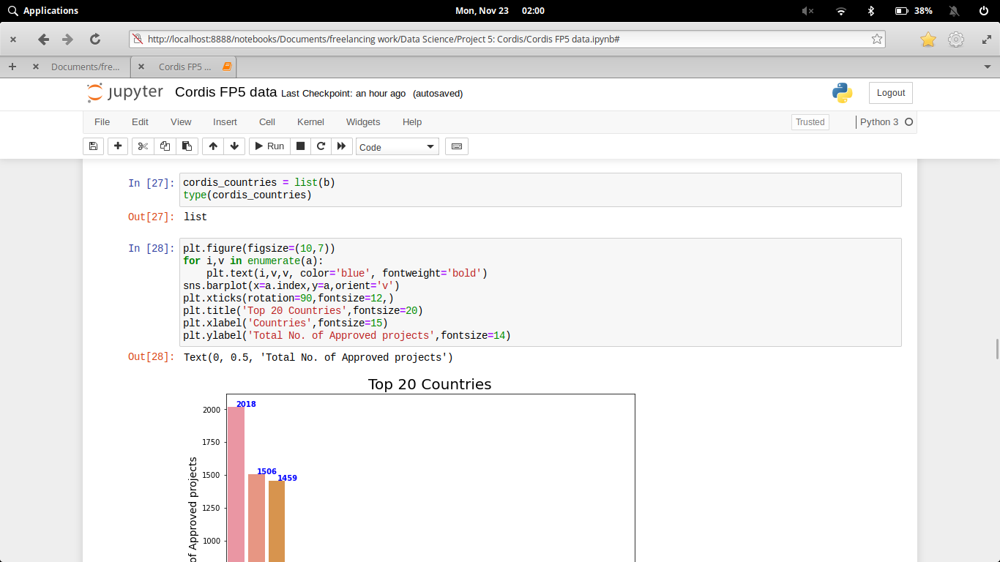 Applications
Mon, Nov 23 02:00
38%
http://localhost:8888/notebooks/Documents/freelancing work/Data Science/Project 5: Cordis/Cordis FP5 data.ipynb#
Documents/fre...
Cordis FP5 ...
jupyter Cordis FP5 data Last Checkpoint: an hour ago (autosaved)
Logout
File Edit View Insert Cell Kernel Widgets Help
Trusted
Python 3
Run
Code
In [27]: cordis_countries = list(b)
type(cordis_countries)
Out[27]: list
In [28]: plt.figure(figsize=(10,7))
for i,v in enumerate(a):
    plt.text(i,v,v, color='blue', fontweight='bold')
sns.barplot(x=a.index,y=a,orient='v')
plt.xticks(rotation=90,fontsize=12,)
plt.title('Top 20 Countries',fontsize=20)
plt.xlabel('Countries',fontsize=15)
plt.ylabel('Total No. of Approved projects',fontsize=14)
Out[28]: Text(0, 0.5, 'Total No. of Approved projects')
Top 20 Countries
2018
2000
1750
1506
1500
1459
1250
1000
of Approved projects